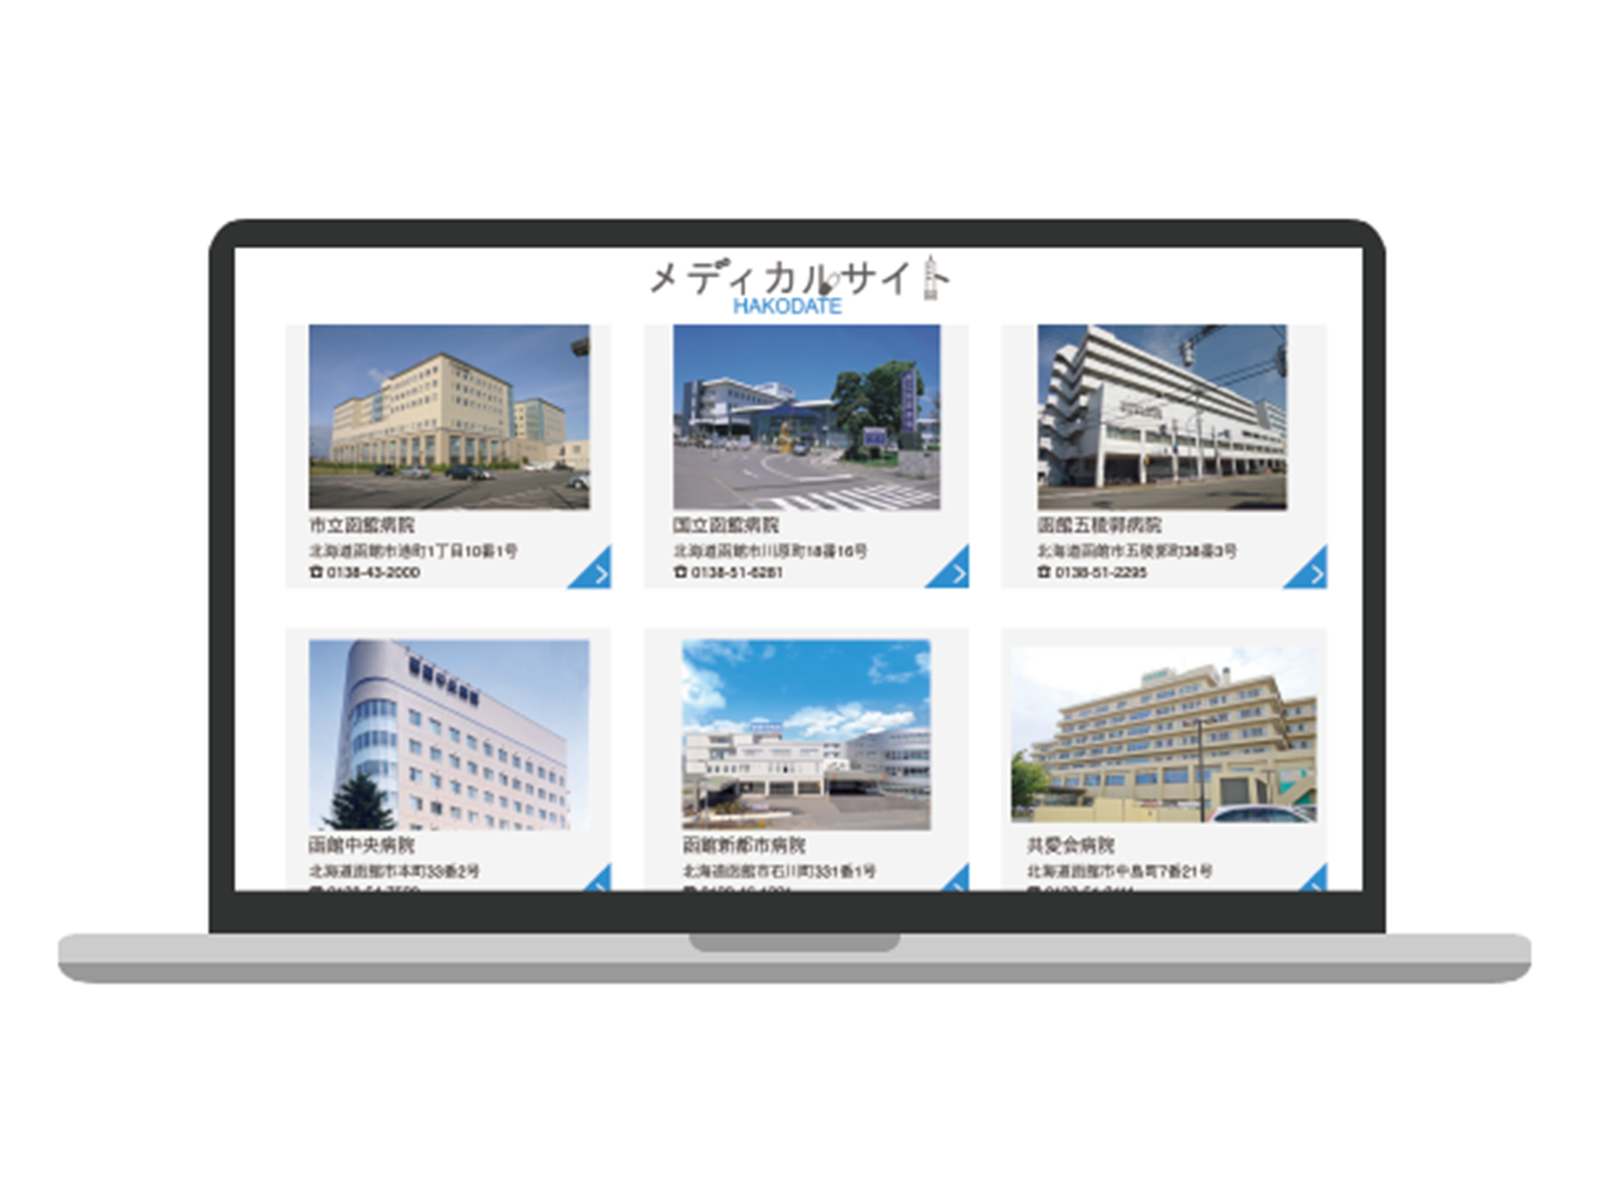 メディカルサイト
HAKODATE
市立函館病院
北海道函館市港町1丁目10番1号
☎ 0138-43-2000
国立函館病院
北海道函館市川原町18番16号
☎ 0138-51-6281
函館五稜郭病院
北海道函館市五稜郭町38番3号
☎ 0138-51-2295
函館中央病院
北海道函館市本町33番2号
函館新都市病院
北海道函館市石川町331番1号
共愛会病院
北海道函館市中島町7番21号